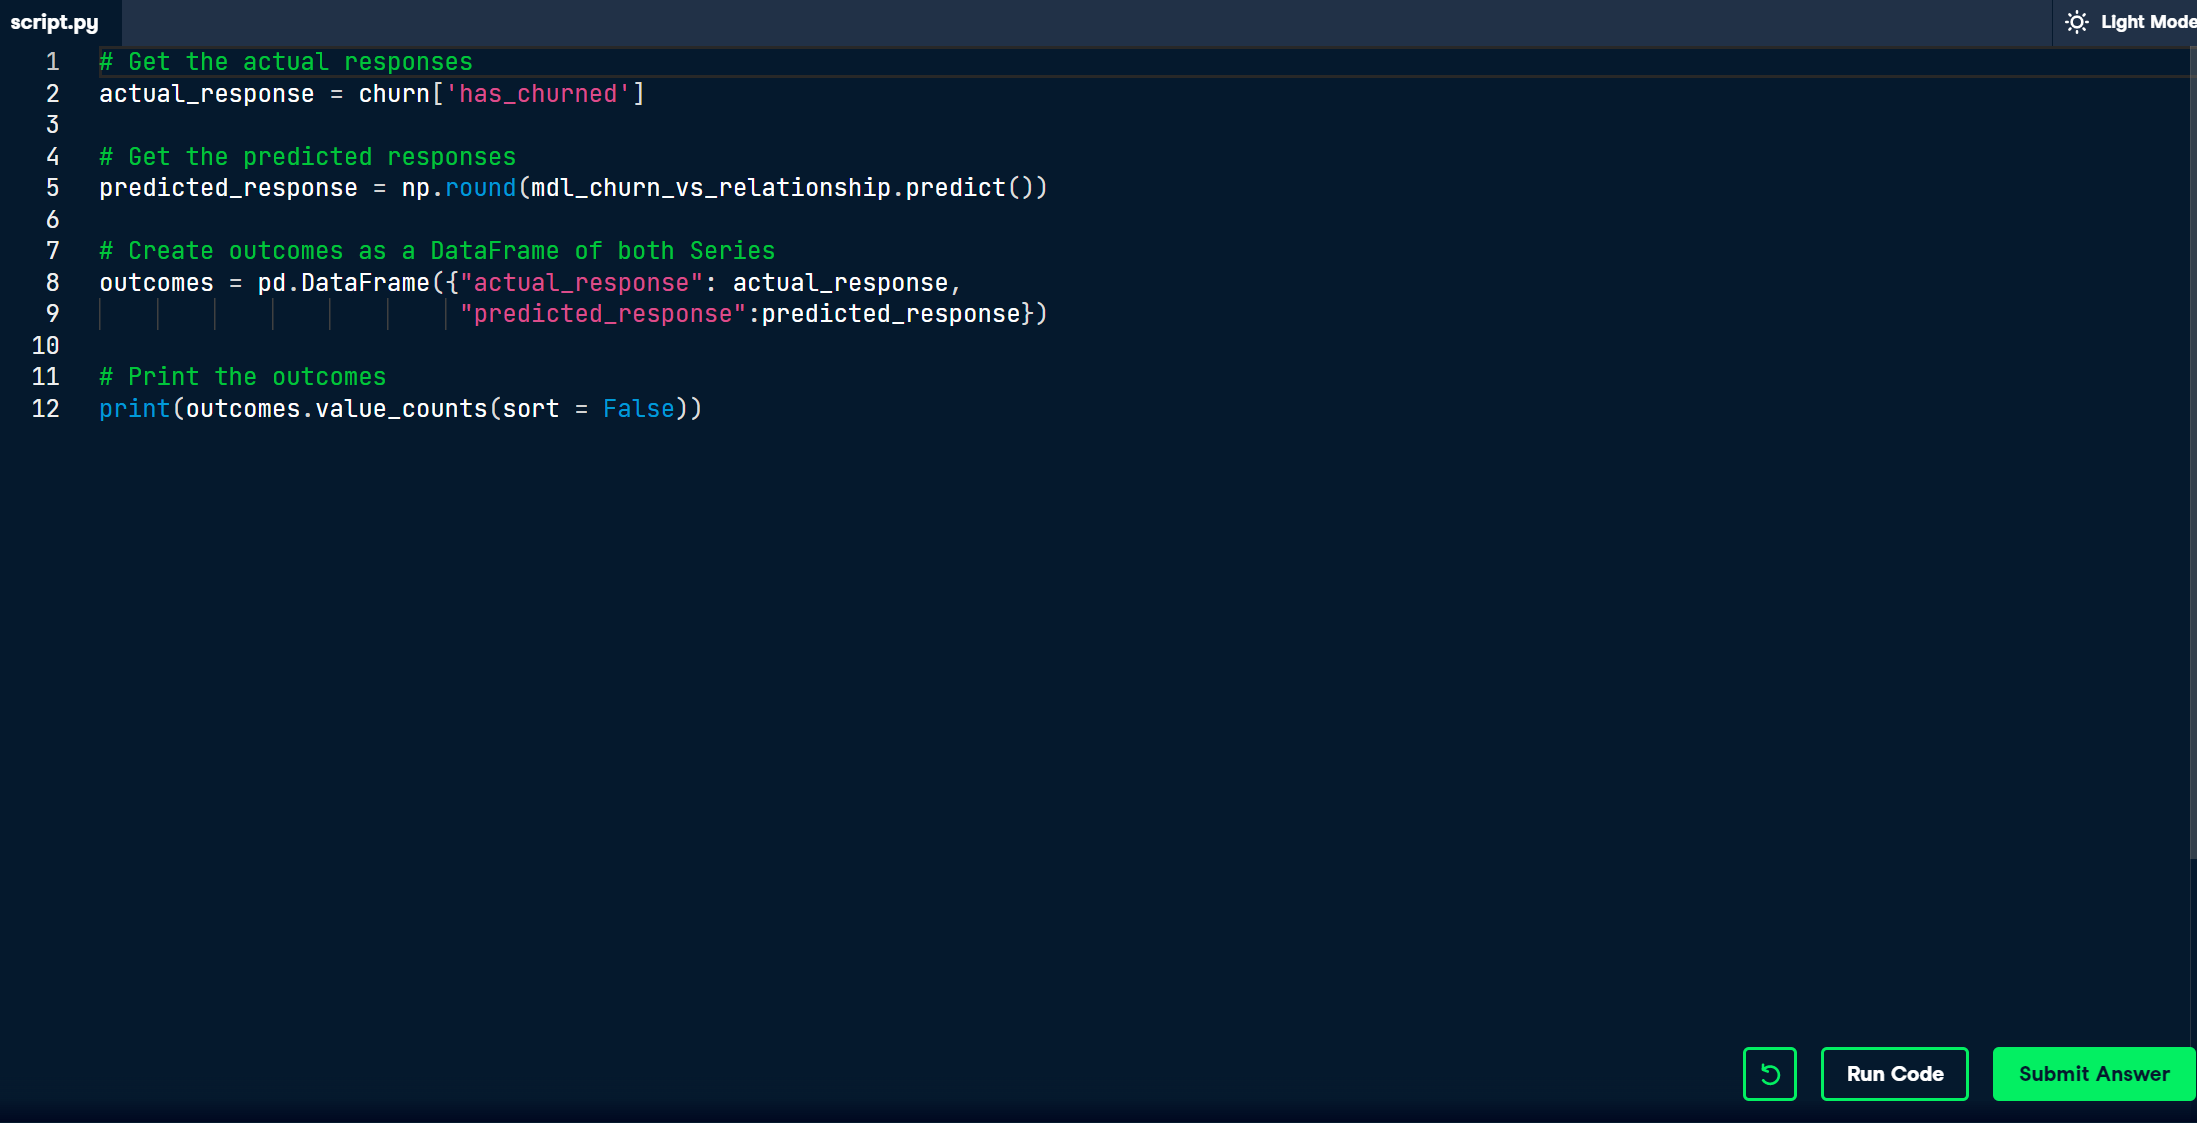 script.py
Light Mode
1 # Get the actual responses
2 actual_response = churn['has_churned']
3
4 # Get the predicted responses
5 predicted_response = np.round(mdl_churn_vs_relationship.predict())
6
7 # Create outcomes as a DataFrame of both Series
8 outcomes = pd.DataFrame({"actual_response": actual_response,
9                          "predicted_response":predicted_response})
10
11 # Print the outcomes
12 print(outcomes.value_counts(sort = False))
Run Code
Submit Answer